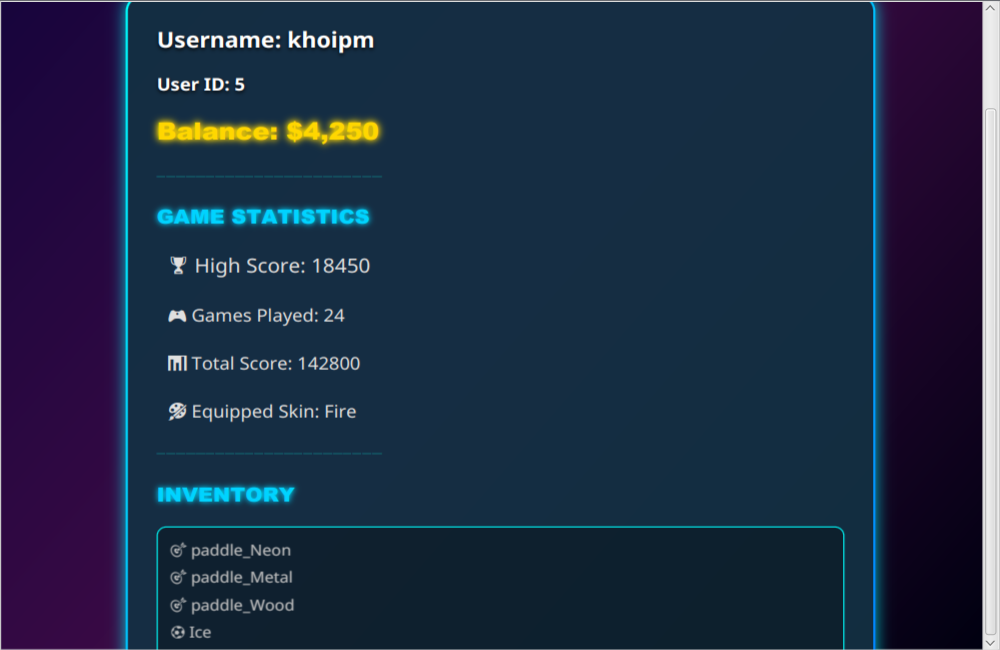 Username: khoipm
User ID: 5
Balance: $4,250
GAME STATISTICS
High Score: 18450
Games Played: 24
Total Score: 142800
Equipped Skin: Fire
INVENTORY
paddle_Neon
paddle_Metal
paddle_Wood
Ice